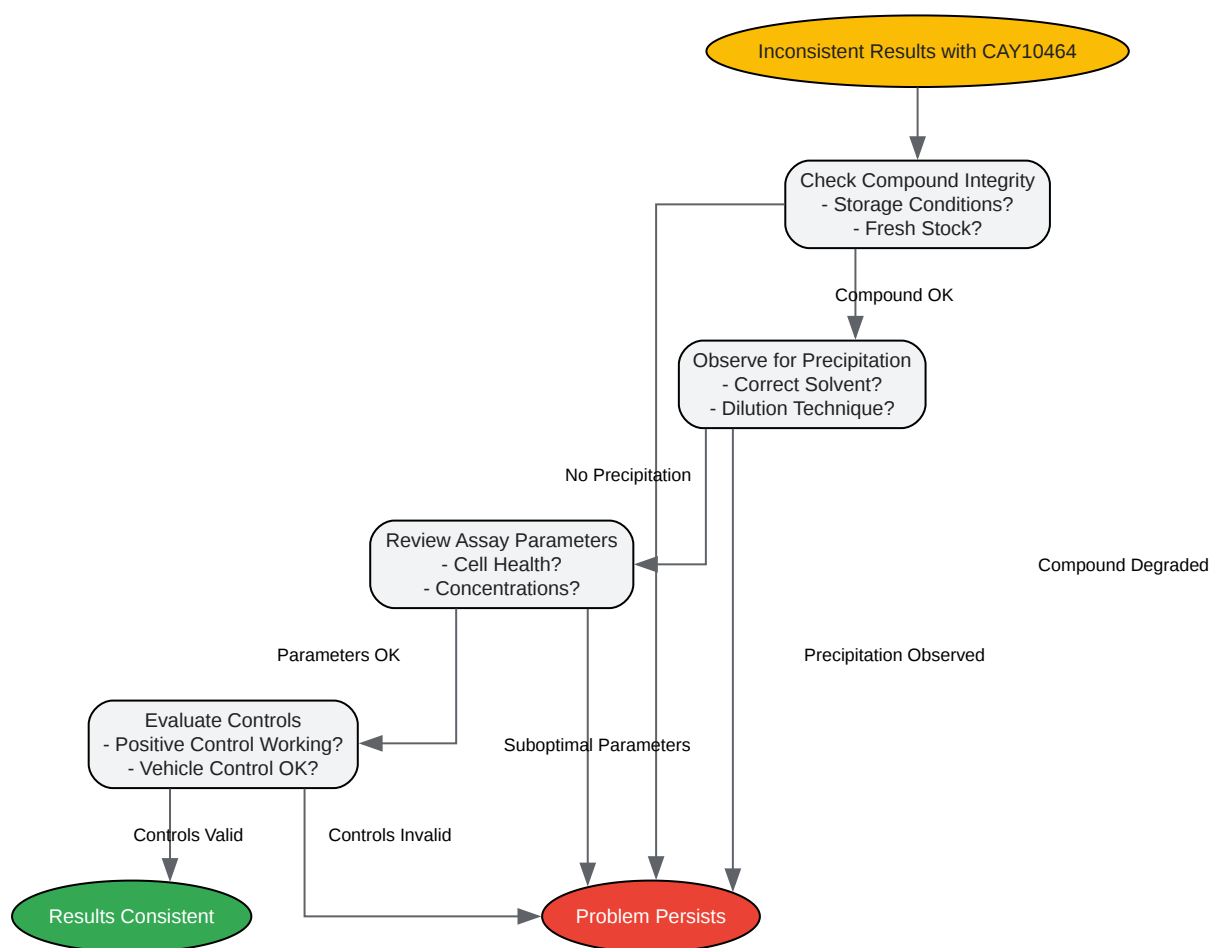 Inconsistent Results with CAY10464
Check Compound Integrity
- Storage Conditions?
- Fresh Stock?
Compound OK
Observe for Precipitation
- Correct Solvent?
- Dilution Technique?
No Precipitation
Review Assay Parameters
- Cell Health?
- Concentrations?
Compound Degraded
Parameters OK
Precipitation Observed
Evaluate Controls
- Positive Control Working?
- Vehicle Control OK?
Suboptimal Parameters
Controls Valid
Controls Invalid
Results Consistent
Problem Persists